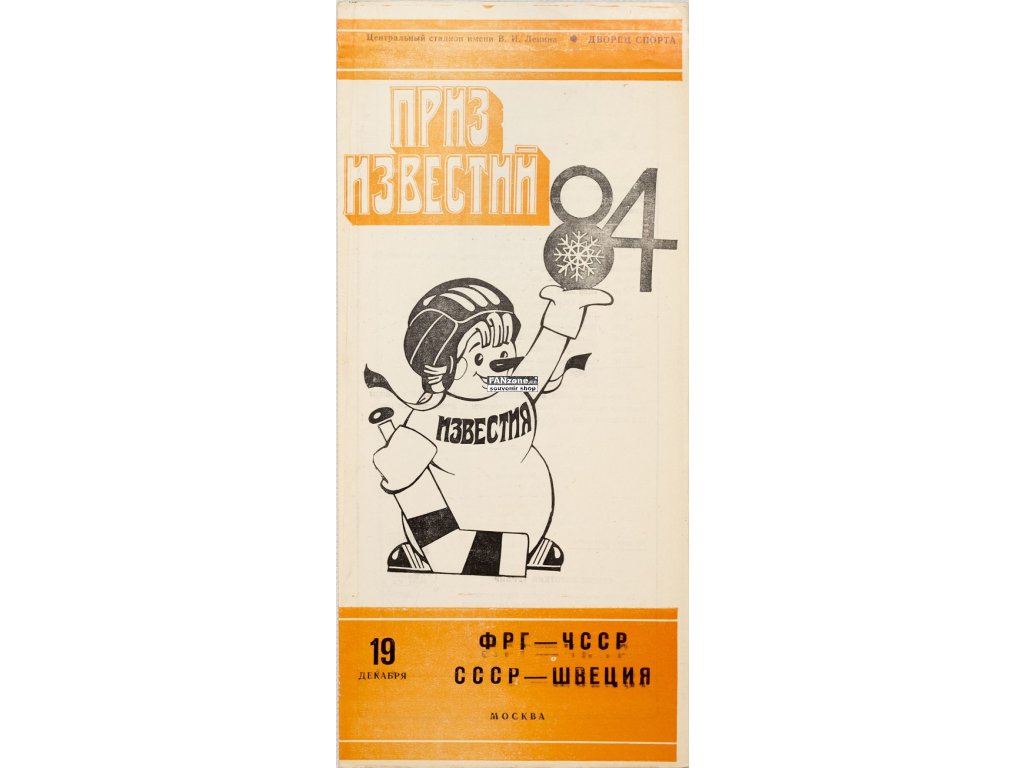 Центральный стадион имени В. И. Ленина * ДВОРЕЦ СПОРТА
ПРИЗ
ИЗВЕСТИЙ
84
FANzone.cz
souvenir shop
ИЗВЕСТИЯ
19
ДЕКАБРЯ
ФРГ—ЧССР
СССР—ШВЕЦИЯ
МОСКВА